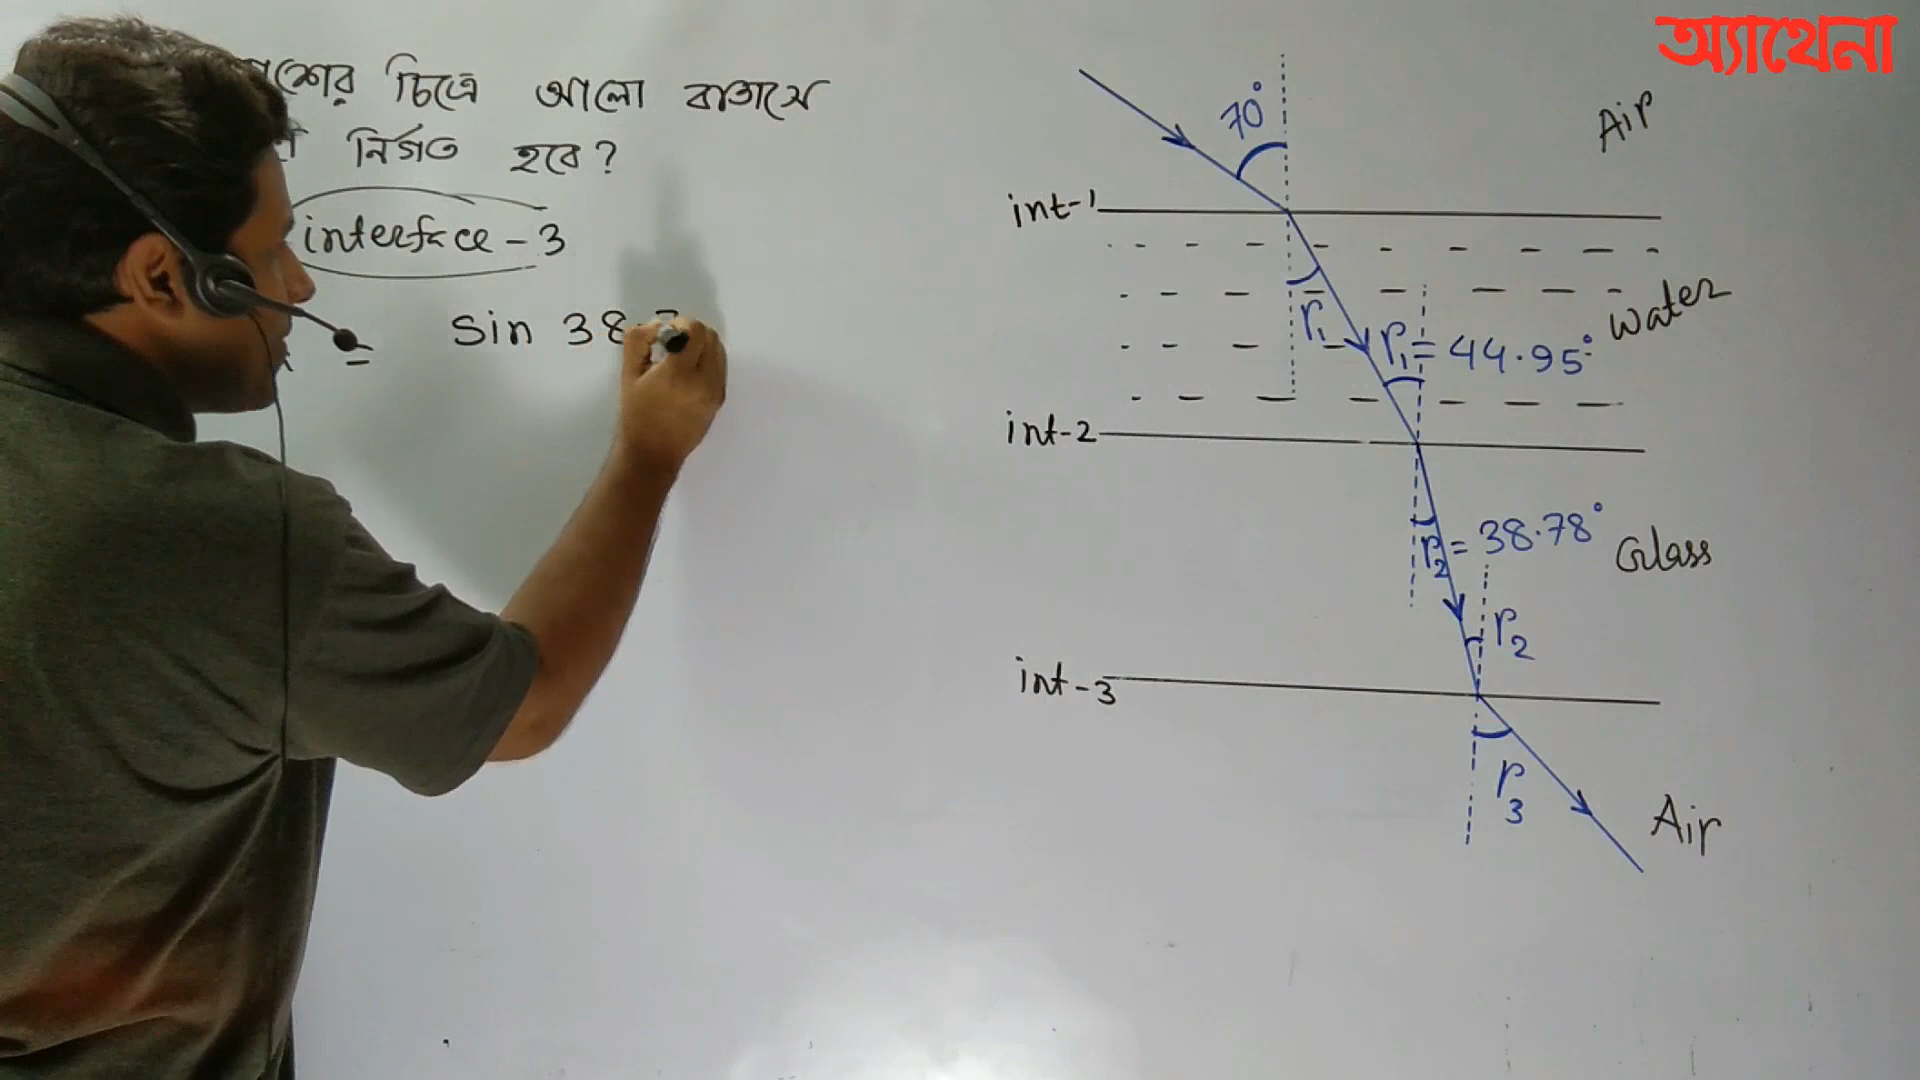 অ্যাথেনা
চিত্রে আলো বাতাসে
নির্গত হবে?
interface-3
= sin 38.
70°
Air
int-1
r₁
r₁= 44.95°
Water
int-2
r₂= 38.78°
Glass
r₂
int-3
r₃
Air